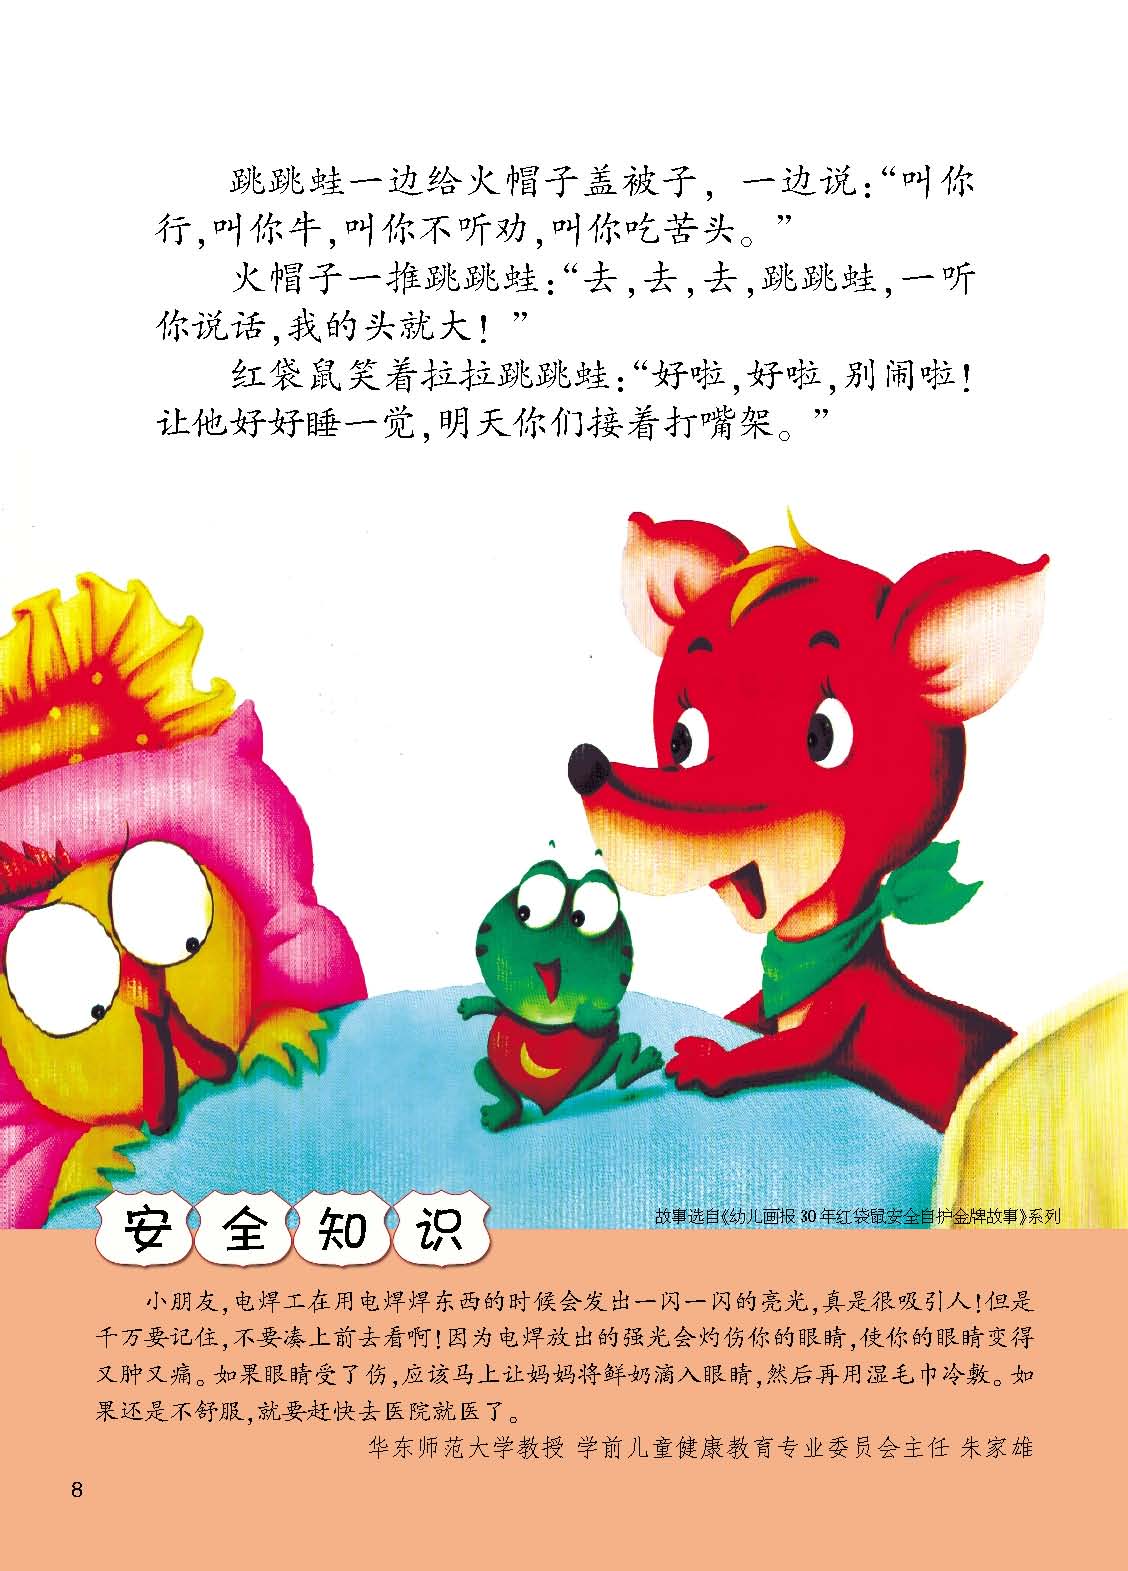 跳跳蛙一边给火帽子盖被子，一边说：“叫你
行，叫你牛，叫你不听劝，叫你吃苦头。”
火帽子一推跳跳蛙：“去，去，去，跳跳蛙，一听
你说话，我的头就大！”
红袋鼠笑着拉拉跳跳蛙：“好啦，好啦，别闹啦！
让他好好睡一觉，明天你们接着打嘴架。”
安全知识
故事选自《幼儿画报30年红袋鼠安全自护金牌故事》系列
小朋友，电焊工在用电焊焊东西的时候会发出一闪一闪的亮光，真是很吸引人！但是
千万要记住，不要凑上前去看啊！因为电焊放出的强光会灼伤你的眼睛，使你的眼睛变得
又肿又痛。如果眼睛受了伤，应该马上让妈妈将鲜奶滴入眼睛，然后再用湿毛巾冷敷。如
果还是不舒服，就要赶快去医院就医了。
华东师范大学教授 学前儿童健康教育专业委员会主任 朱家雄
8